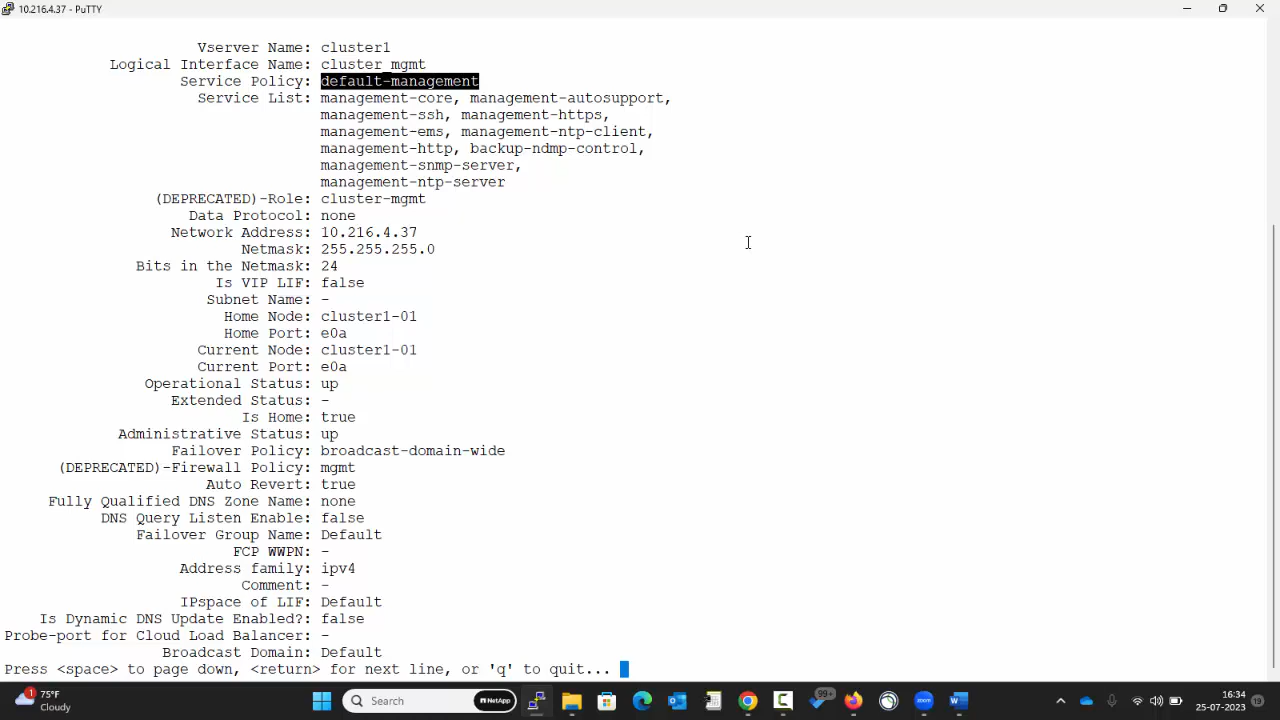 10.216.4.37 - PuTTY
Vserver Name: cluster1
Logical Interface Name: cluster_mgmt
Service Policy: default-management
Service List: management-core, management-autosupport,
management-ssh, management-https,
management-ems, management-ntp-client,
management-http, backup-ndmp-control,
management-snmp-server,
management-ntp-server
(DEPRECATED)-Role: cluster-mgmt
Data Protocol: none
Network Address: 10.216.4.37
Netmask: 255.255.255.0
Bits in the Netmask: 24
Is VIP LIF: false
Subnet Name: -
Home Node: cluster1-01
Home Port: e0a
Current Node: cluster1-01
Current Port: e0a
Operational Status: up
Extended Status: -
Is Home: true
Administrative Status: up
Failover Policy: broadcast-domain-wide
(DEPRECATED)-Firewall Policy: mgmt
Auto Revert: true
Fully Qualified DNS Zone Name: none
DNS Query Listen Enable: false
Failover Group Name: Default
FCP WWPN: -
Address family: ipv4
Comment: -
IPspace of LIF: Default
Is Dynamic DNS Update Enabled?: false
Probe-port for Cloud Load Balancer: -
Broadcast Domain: Default
Press <space> to page down, <return> for next line, or 'q' to quit...
1 75°F
Cloudy
Search
NetApp
99+
zoom
16:34
25-07-2023